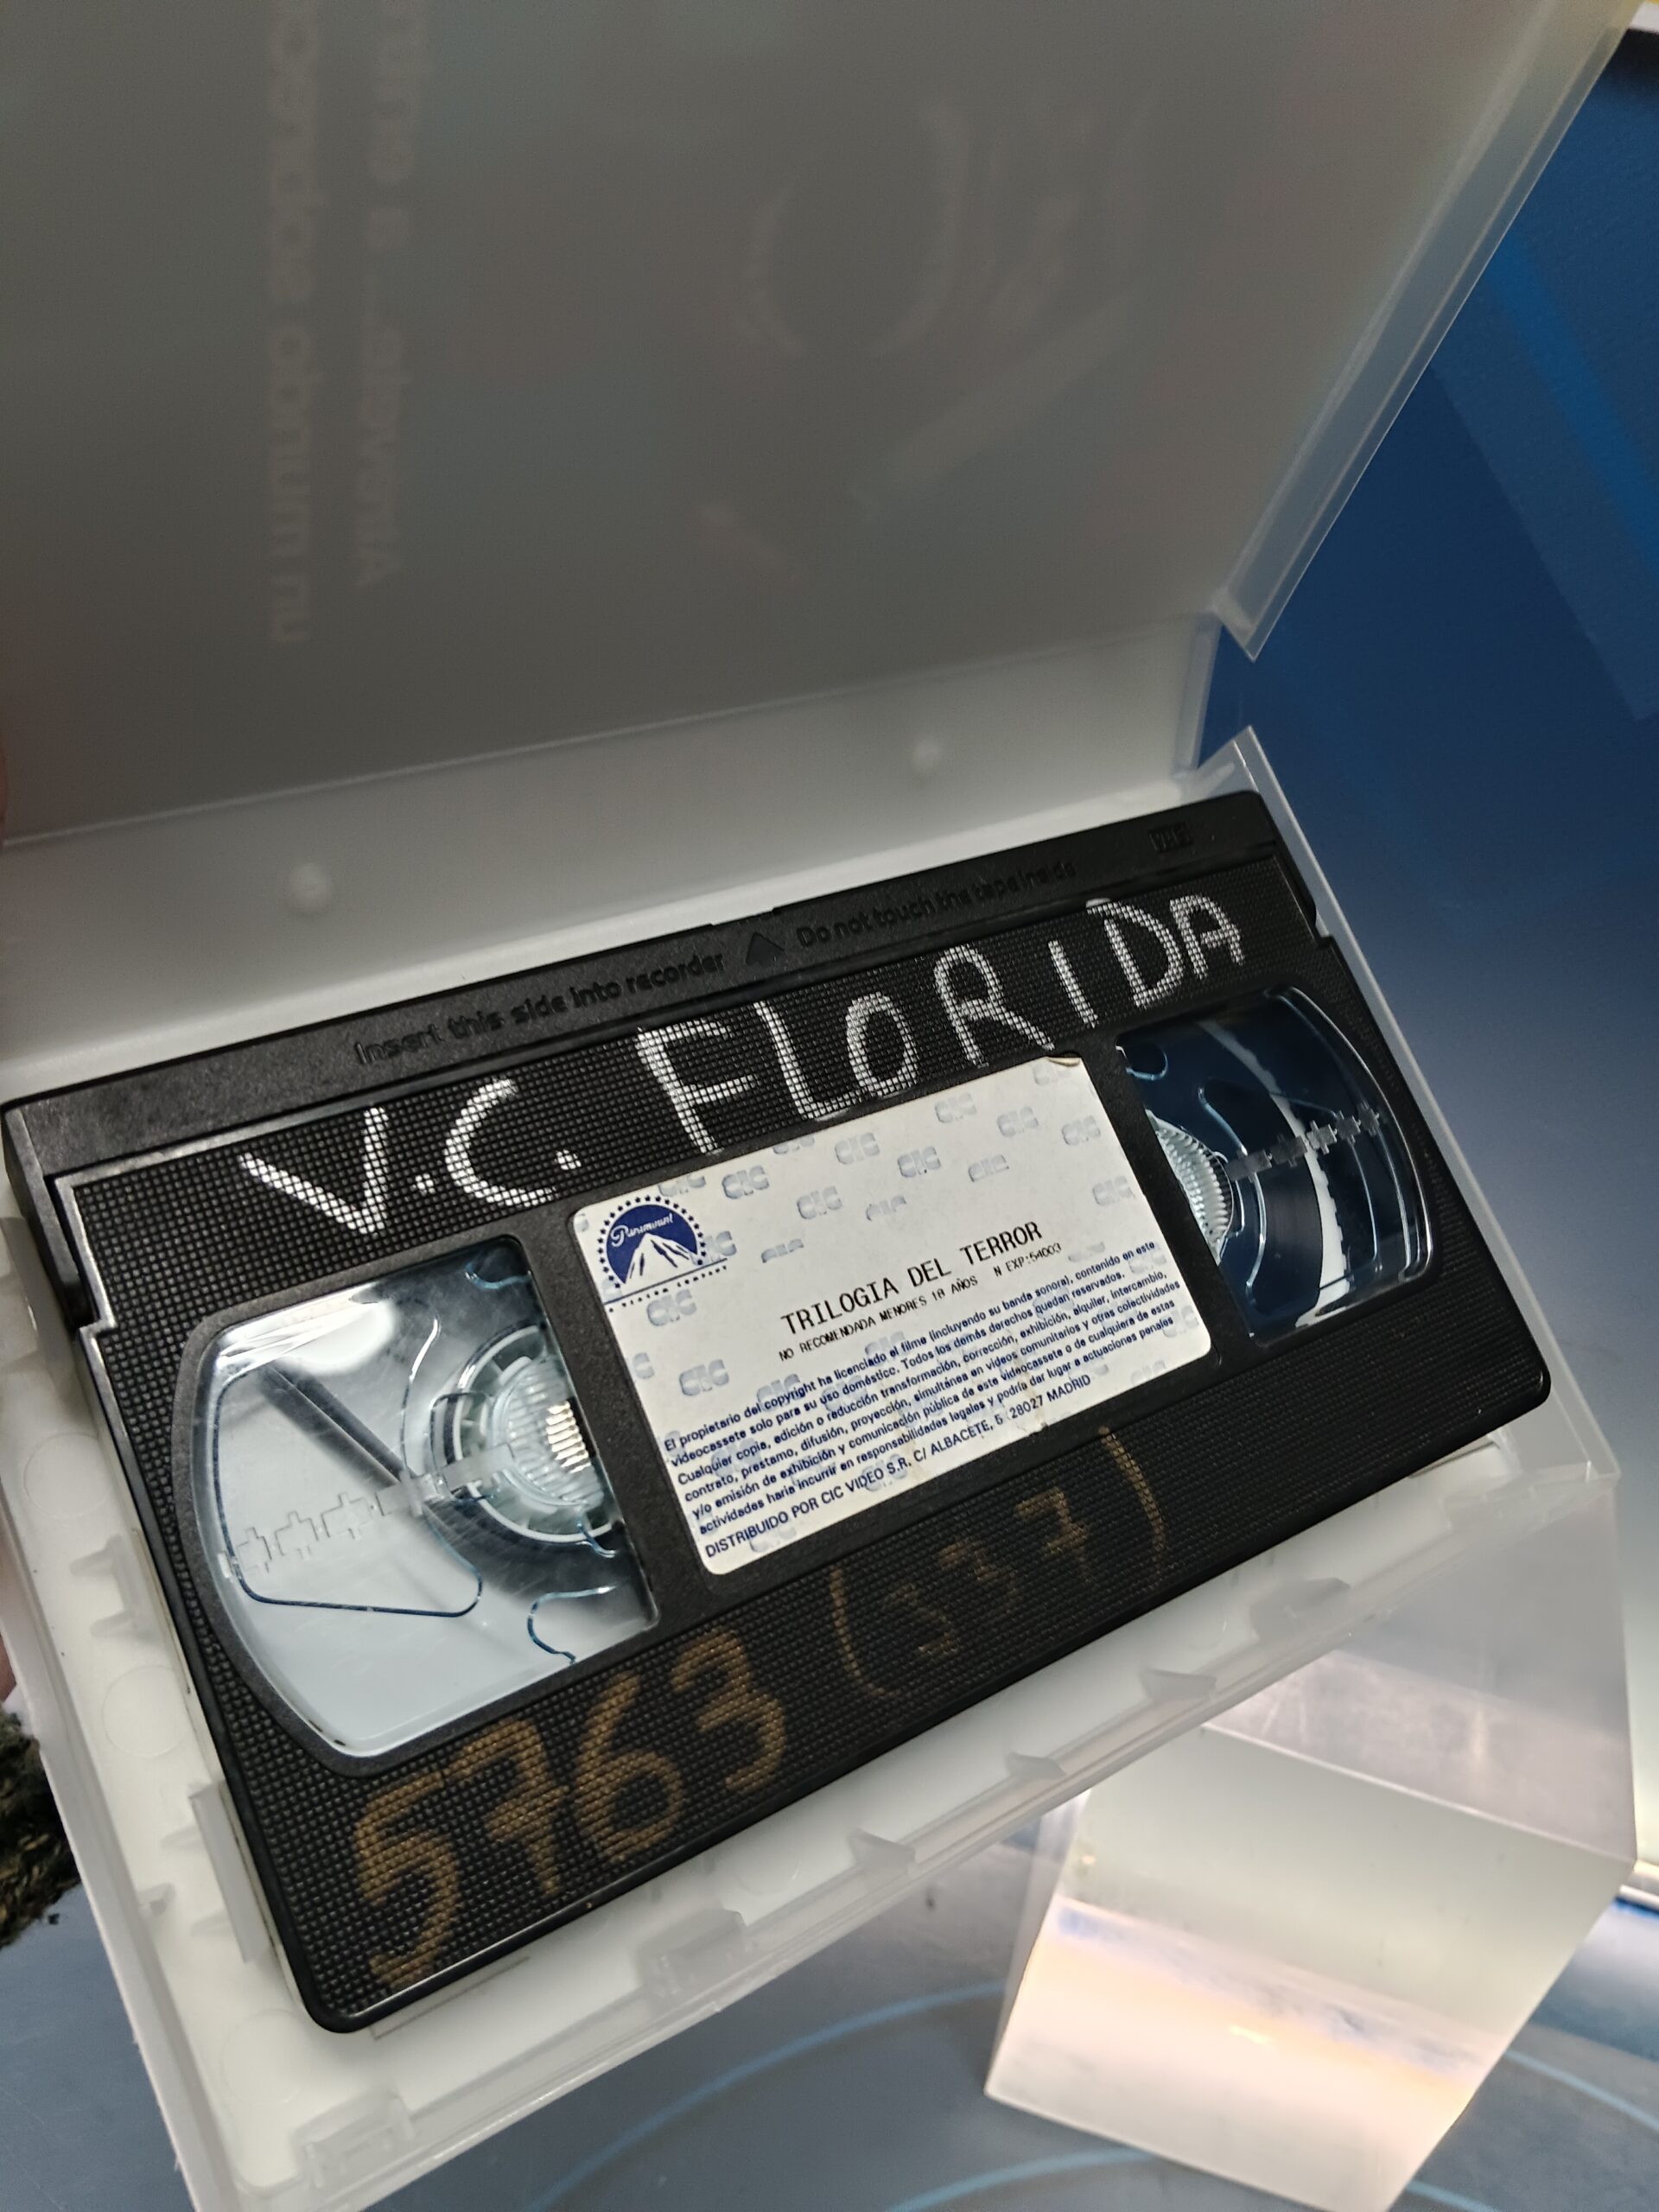 Insert this side into recorder Do not touch the tape inside
VHS
V.C. FLORIDA
Paramount
CIC
TRILOGIA DEL TERROR
NO RECOMENDADA MENORES 18 AÑOS N EXP:54003
El propietario del copyright ha licenciado el filme (incluyendo su banda sonora), contenido en este
videocassete solo para su uso doméstico. Todos los demás derechos quedan reservados.
Cualquier copia, edición o reducción transformación, corrección, exhibición, alquiler, intercambio,
contrato, prestamo, difusión, proyección, simultánea en videos comunitarios y otras colectividades
y/o emisión de exhibición y comunicación pública de este videocassete o de cualquiera de estas
actividades haria incurrir en responsabilidades legales y podría dar lugar a actuaciones penales
DISTRIBUIDO POR CIC VIDEO S.R. C/ ALBACETE, 5 28027 MADRID
5763 (337)